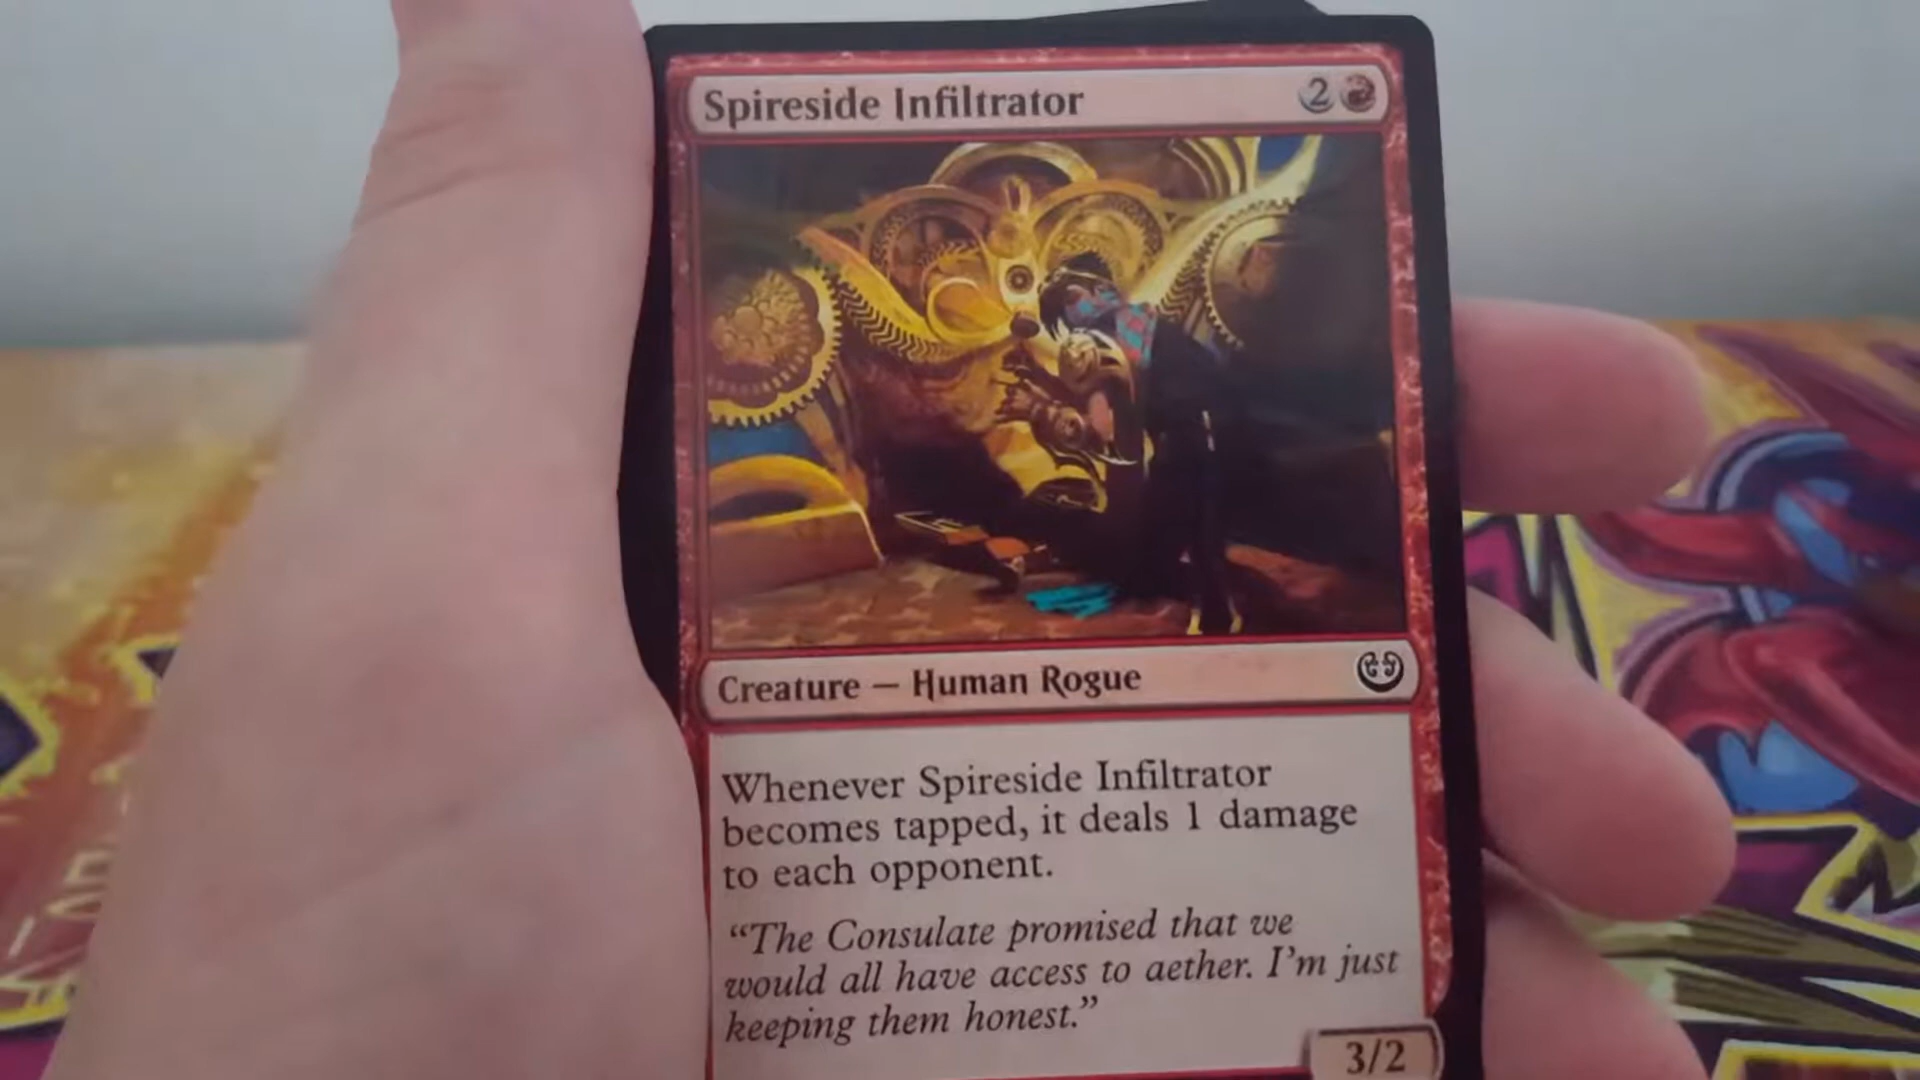 Spireside Infiltrator 2
Creature — Human Rogue
Whenever Spireside Infiltrator
becomes tapped, it deals 1 damage
to each opponent.
“The Consulate promised that we
would all have access to aether. I’m just
keeping them honest.”
3/2